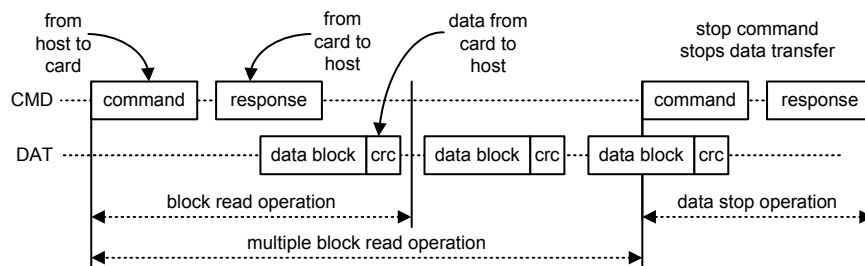 from
host to
card
from
card to
host
data from
card to
host
stop command
stops data transfer
CMD
command
response
command
response
DAT
data block
crc
data block
crc
data block
crc
block read operation
data stop operation
multiple block read operation